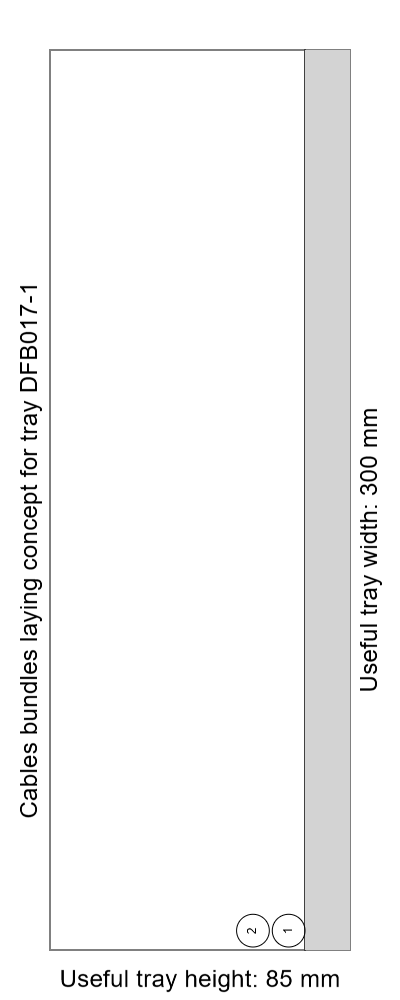 Cables bundles laying concept for tray DFB017-1
Useful tray width: 300 mm
2
1
Useful tray height: 85 mm